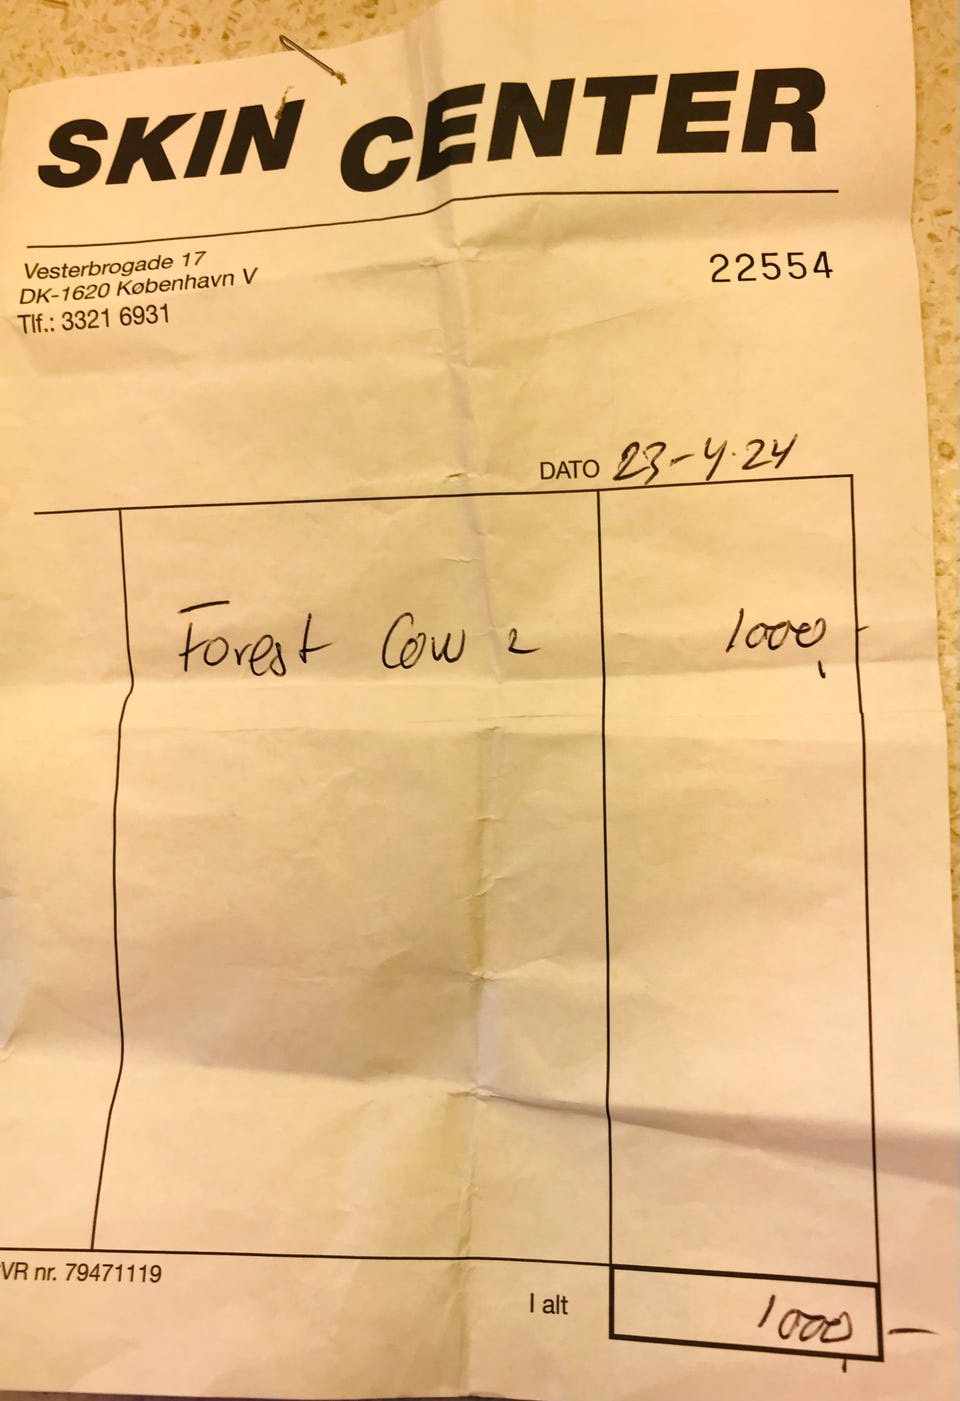 SKIN CENTER
Vesterbrogade 17
DK-1620 København V
Tlf.: 3321 6931
22554
DATO 23-4-24
Forest Cow 2 1000,-
VR nr. 79471119
I alt 1000,-